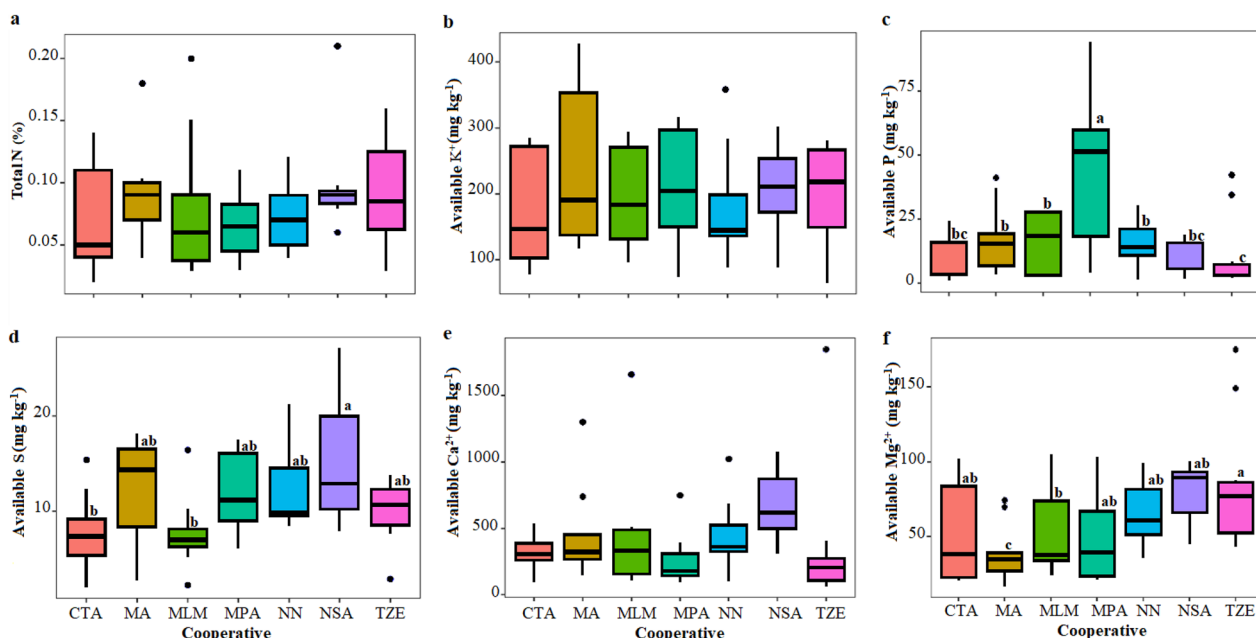 a
Total N (%)
0.20
0.15
0.10
0.05
b
Available K⁺(mg kg⁻¹)
400
300
200
100
c
Available P (mg kg⁻¹)
75
50
25
0
bc
b
b
a
b
bc
c
d
Available S(mg kg⁻¹)
20
10
b
ab
b
ab
ab
a
ab
CTA MA MLM MPA NN NSA TZE
Cooperative
e
Available Ca²⁺(mg kg⁻¹)
1500
1000
500
0
CTA MA MLM MPA NN NSA TZE
Cooperative
f
Available Mg²⁺ (mg kg⁻¹)
150
100
50
ab
c
b
ab
ab
ab
a
CTA MA MLM MPA NN NSA TZE
Cooperative